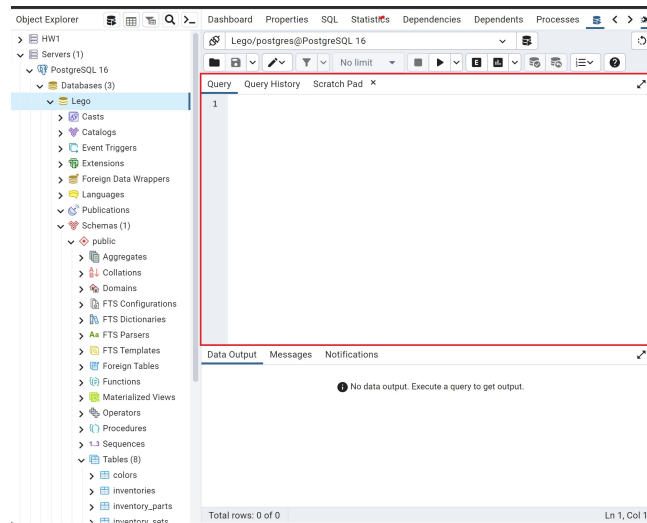 Object Explorer
Dashboard Properties SQL Statistics Dependencies Dependents Processes
HW1
Servers (1)
PostgreSQL 16
Databases (3)
Lego
Casts
Catalogs
Event Triggers
Extensions
Foreign Data Wrappers
Languages
Publications
Schemas (1)
public
Aggregates
Collations
Domains
FTS Configurations
FTS Dictionaries
Aa FTS Parsers
FTS Templates
Foreign Tables
Functions
Materialized Views
Operators
Procedures
1..3 Sequences
Tables (8)
colors
inventories
inventory_parts
inventory_sets
Lego/postgres@PostgreSQL 16
No limit
E
Query Query History Scratch Pad ×
1
Data Output Messages Notifications
No data output. Execute a query to get output.
Total rows: 0 of 0
Ln 1, Col 1